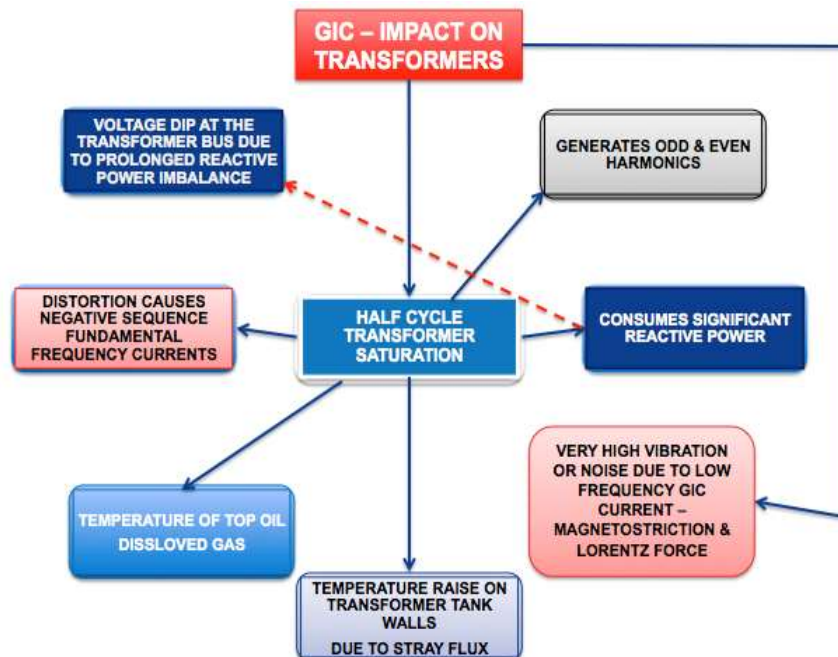 GIC – IMPACT ON
TRANSFORMERS
VOLTAGE DIP AT THE
TRANSFORMER BUS DUE
TO PROLONGED REACTIVE
POWER IMBALANCE
GENERATES ODD & EVEN
HARMONICS
DISTORTION CAUSES
NEGATIVE SEQUENCE
FUNDAMENTAL
FREQUENCY CURRENTS
HALF CYCLE
TRANSFORMER
SATURATION
CONSUMES SIGNIFICANT
REACTIVE POWER
TEMPERATURE OF TOP OIL
DISSLOVED GAS
TEMPERATURE RAISE ON
TRANSFORMER TANK
WALLS
DUE TO STRAY FLUX
VERY HIGH VIBRATION
OR NOISE DUE TO LOW
FREQUENCY GIC
CURRENT –
MAGNETOSTRICTION &
LORENTZ FORCE